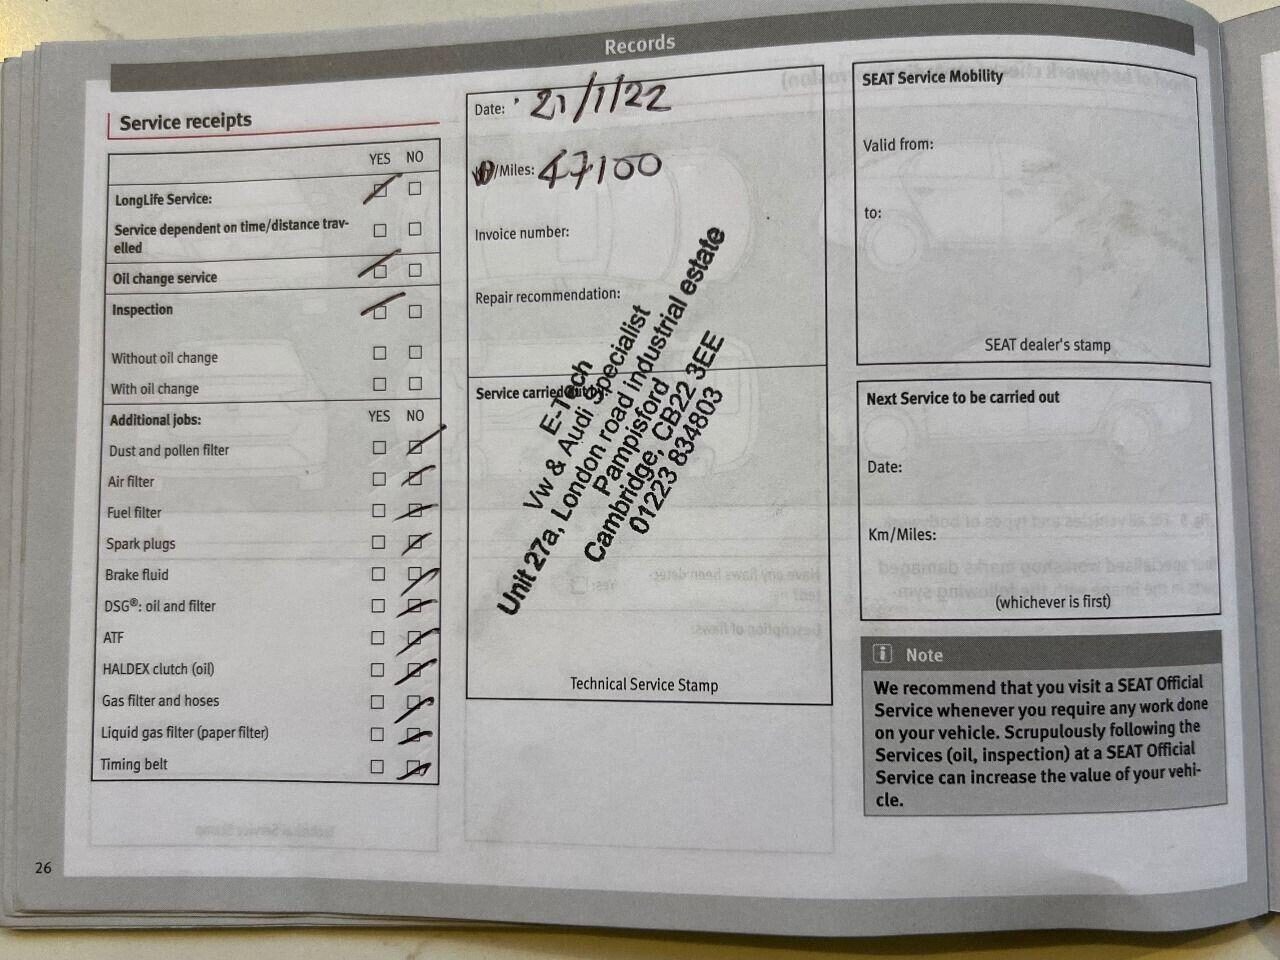 Records
Service receipts
YES NO
LongLife Service:
Service dependent on time/distance trav-
elled
Oil change service
Inspection
Without oil change
With oil change
Additional jobs: YES NO
Dust and pollen filter
Air filter
Fuel filter
Spark plugs
Brake fluid
DSG®: oil and filter
ATF
HALDEX clutch (oil)
Gas filter and hoses
Liquid gas filter (paper filter)
Timing belt
26
Date: 21/1/22
/Miles: 47100
Invoice number:
Repair recommendation:
Service carried out by:
E-Tech
Vw & Audi Specialist
Unit 27a, London road industrial estate
Pampisford
Cambridge, CB22 3EE
01223 834803
Technical Service Stamp
SEAT Service Mobility
Valid from:
to:
SEAT dealer's stamp
Next Service to be carried out
Date:
Km/Miles:
(whichever is first)
i Note
We recommend that you visit a SEAT Official
Service whenever you require any work done
on your vehicle. Scrupulously following the
Services (oil, inspection) at a SEAT Official
Service can increase the value of your vehi-
cle.